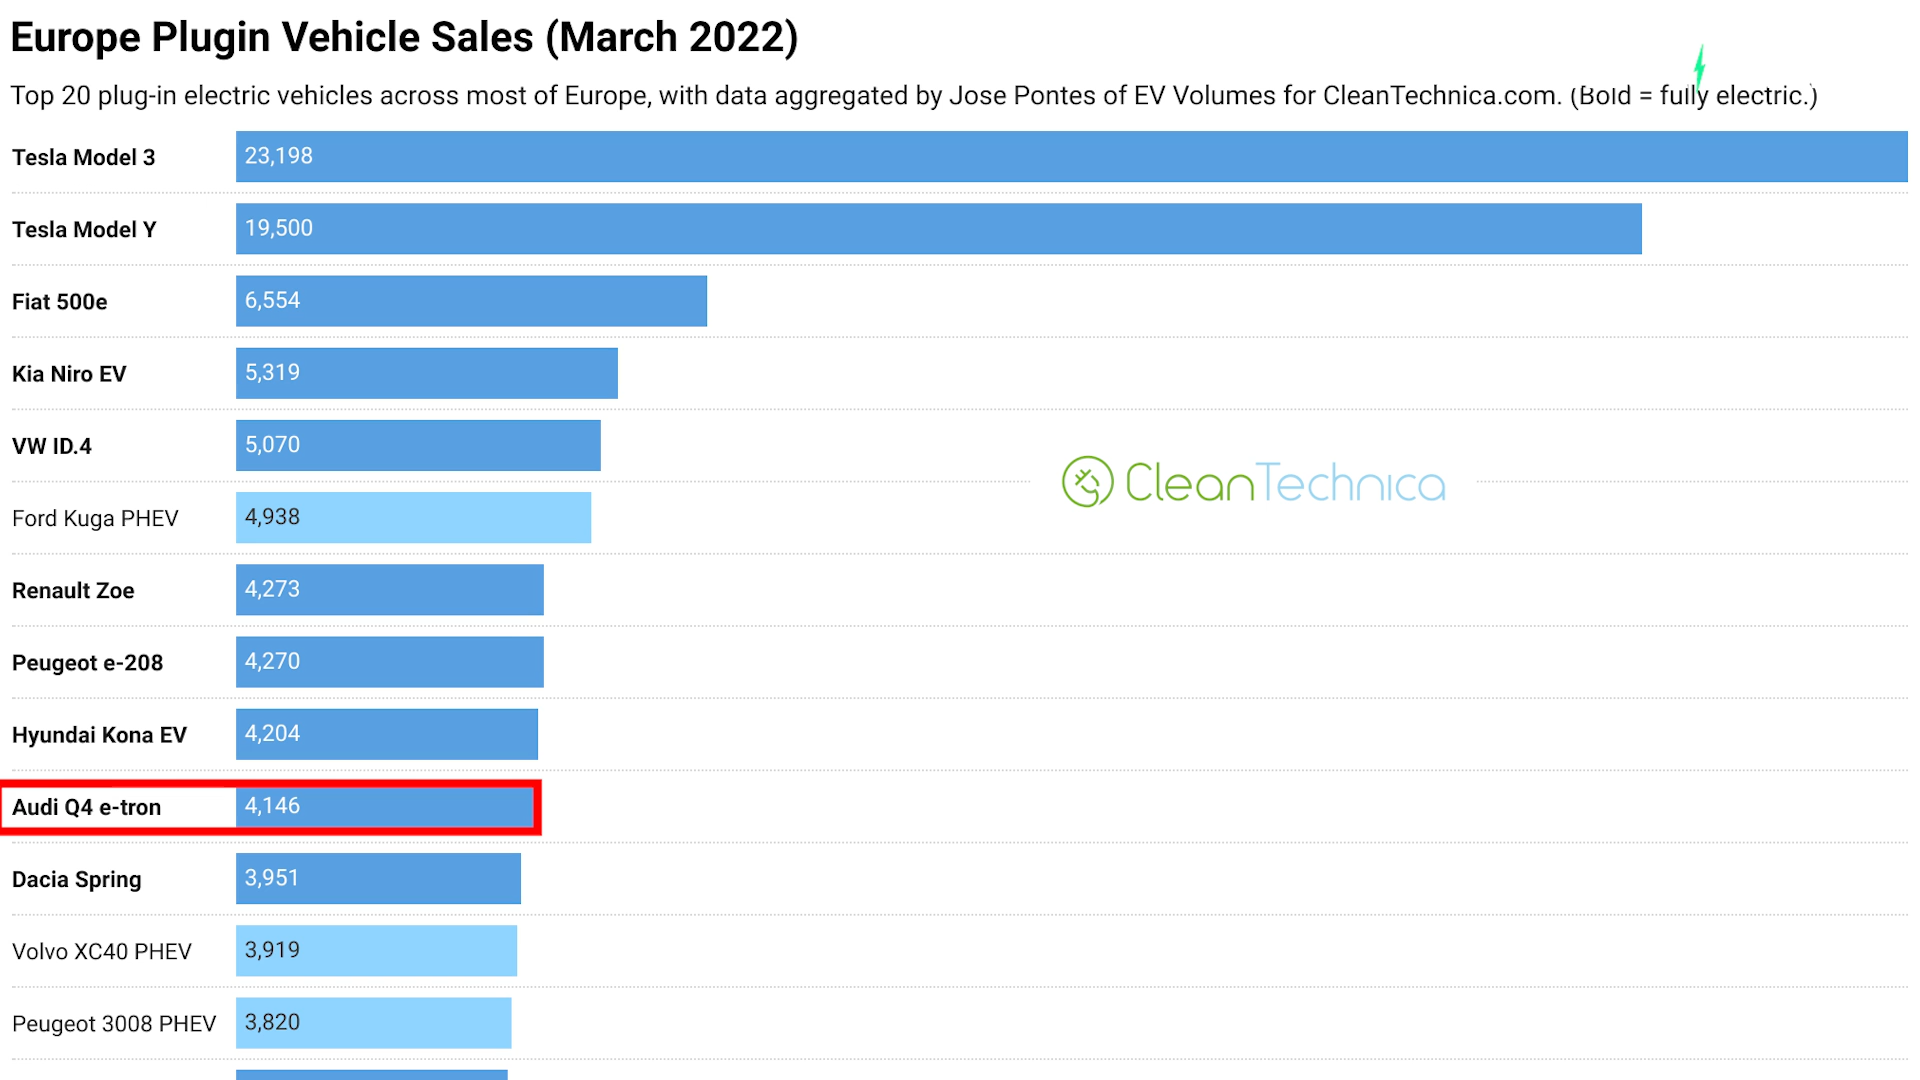 Europe Plugin Vehicle Sales (March 2022)
Top 20 plug-in electric vehicles across most of Europe, with data aggregated by Jose Pontes of EV Volumes for CleanTechnica.com. (Bold = fully electric.)
Tesla Model 3 23,198
Tesla Model Y 19,500
Fiat 500e 6,554
Kia Niro EV 5,319
VW ID.4 5,070
CleanTechnica
Ford Kuga PHEV 4,938
Renault Zoe 4,273
Peugeot e-208 4,270
Hyundai Kona EV 4,204
Audi Q4 e-tron 4,146
Dacia Spring 3,951
Volvo XC40 PHEV 3,919
Peugeot 3008 PHEV 3,820